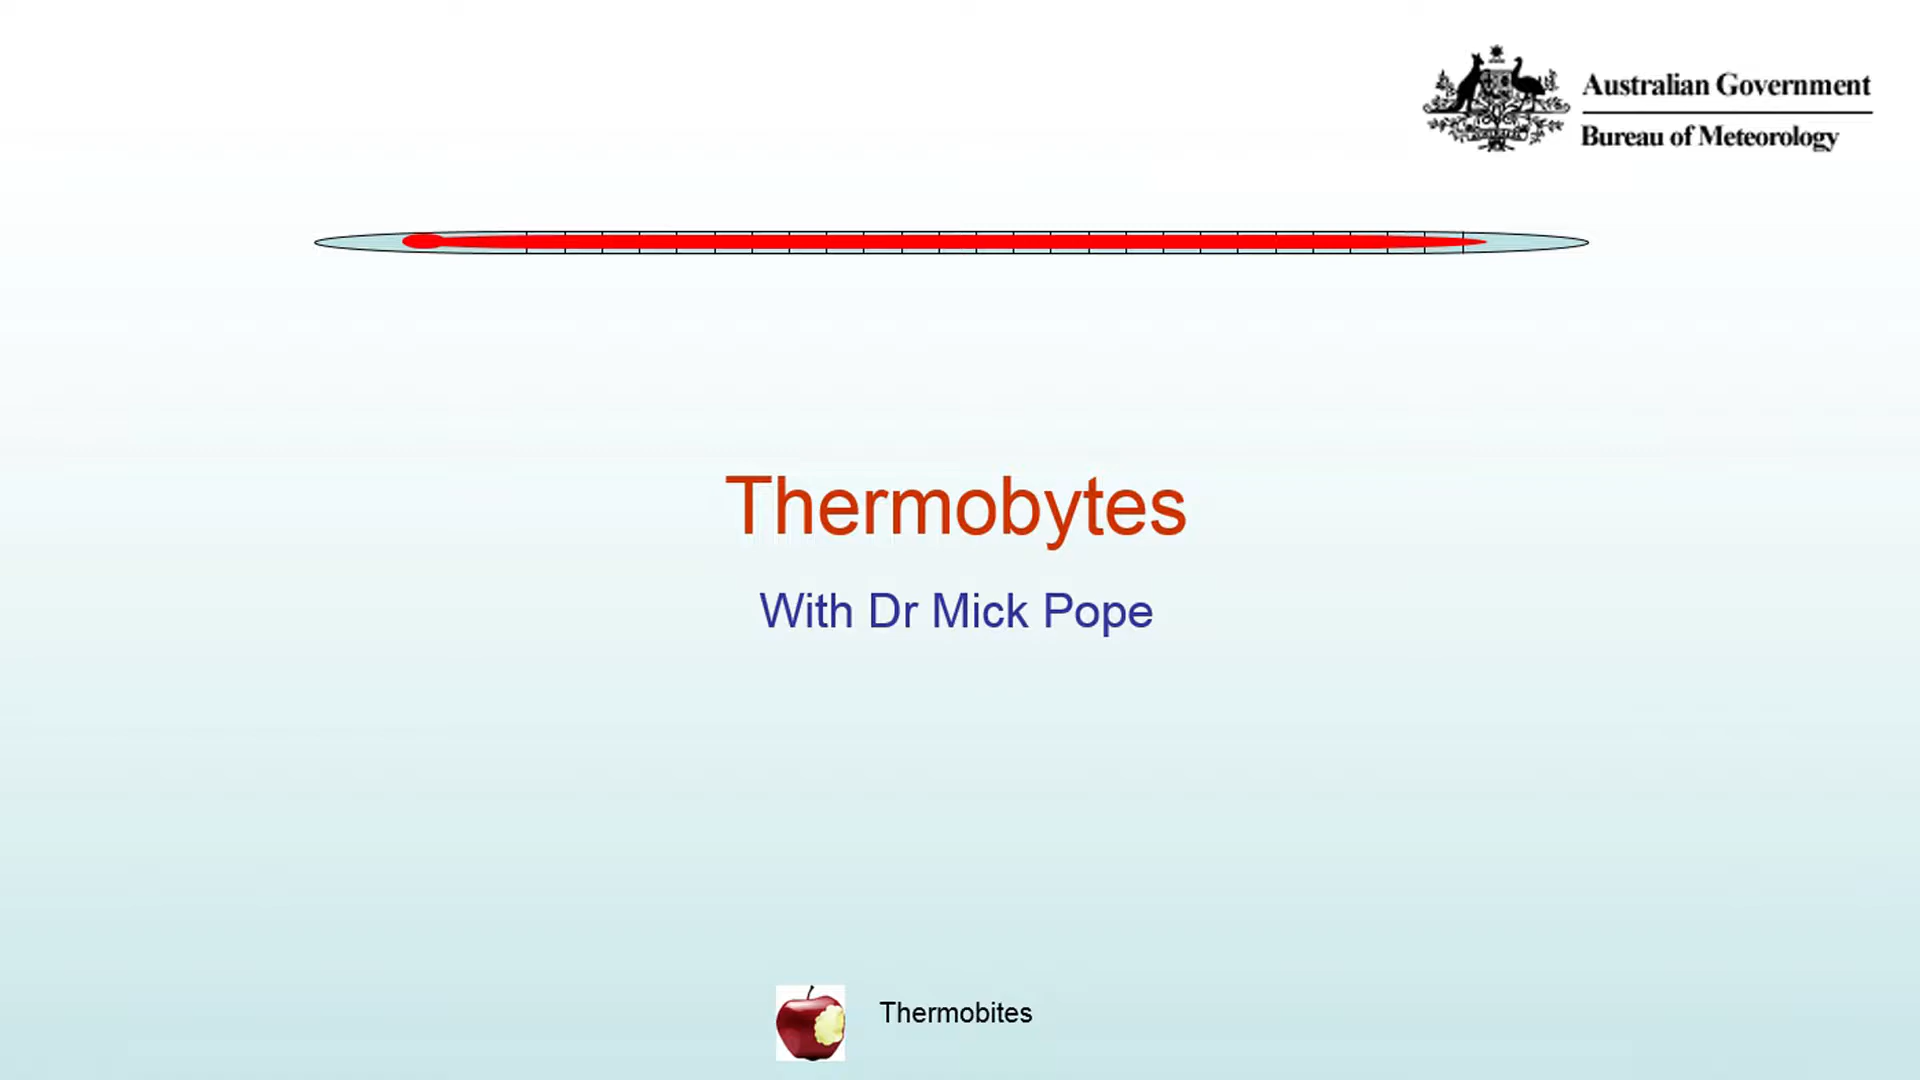 Australian Government
Bureau of Meteorology
Thermobytes
With Dr Mick Pope
Thermobites